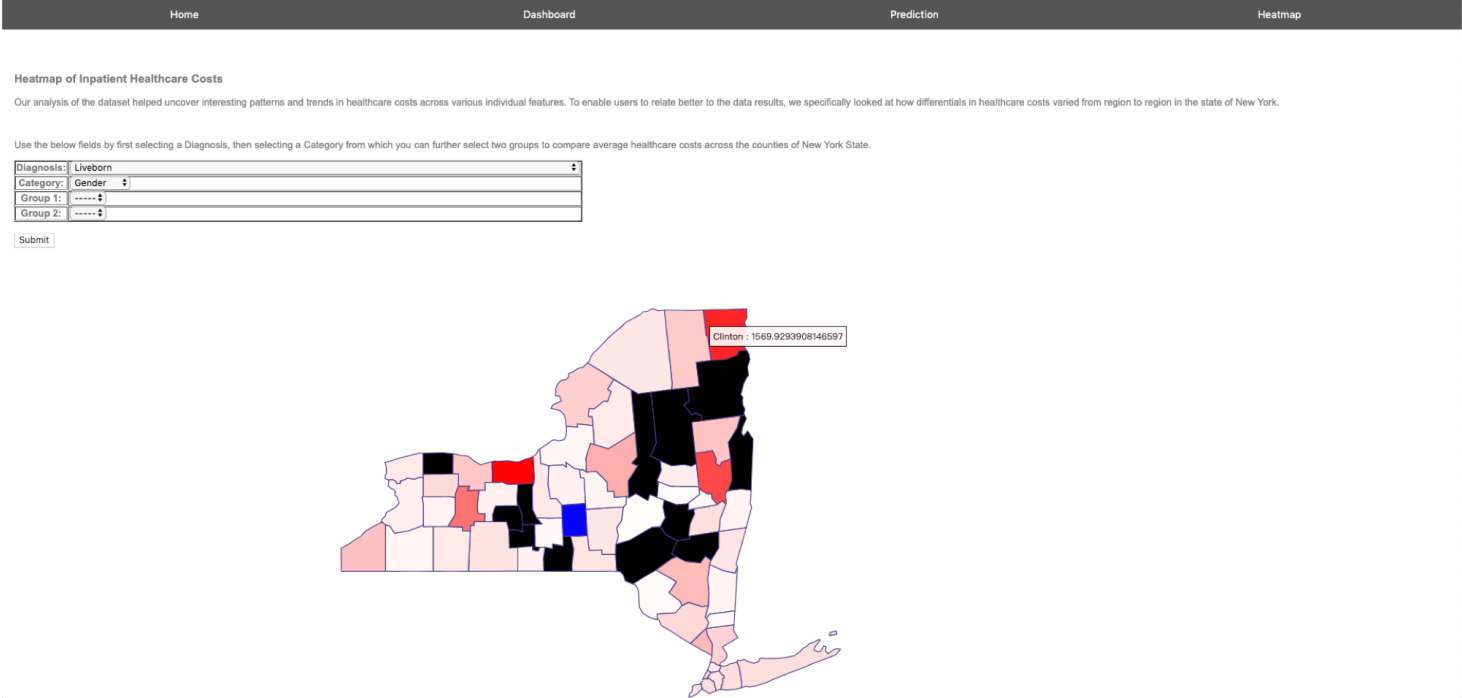 Home Dashboard Prediction Heatmap
Heatmap of Inpatient Healthcare Costs
Our analysis of the dataset helped uncover interesting patterns and trends in healthcare costs across various individual features. To enable users to relate better to the data results, we specifically looked at how differentials in healthcare costs varied from region to region in the state of New York.
Use the below fields by first selecting a Diagnosis, then selecting a Category from which you can further select two groups to compare average healthcare costs across the counties of New York State.
Diagnosis: Liveborn
Category: Gender
Group 1: -----
Group 2: -----
Submit
Clinton : 1569.9293908146597